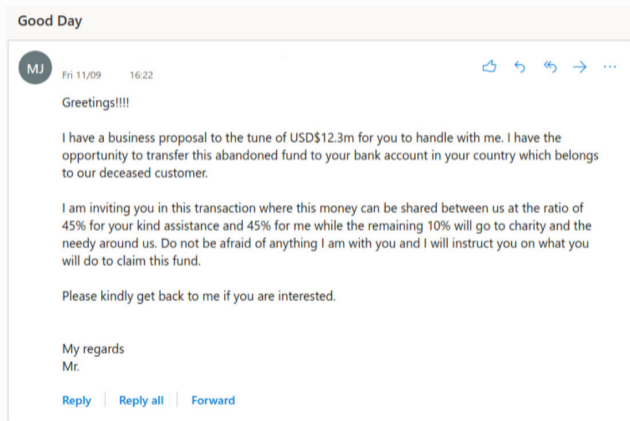 Good Day
MJ
Fri 11/09 16:22
Greetings!!!!
I have a business proposal to the tune of USD$12.3m for you to handle with me. I have the
opportunity to transfer this abandoned fund to your bank account in your country which belongs
to our deceased customer.
I am inviting you in this transaction where this money can be shared between us at the ratio of
45% for your kind assistance and 45% for me while the remaining 10% will go to charity and the
needy around us. Do not be afraid of anything I am with you and I will instruct you on what you
will do to claim this fund.
Please kindly get back to me if you are interested.
My regards
Mr.
Reply Reply all Forward